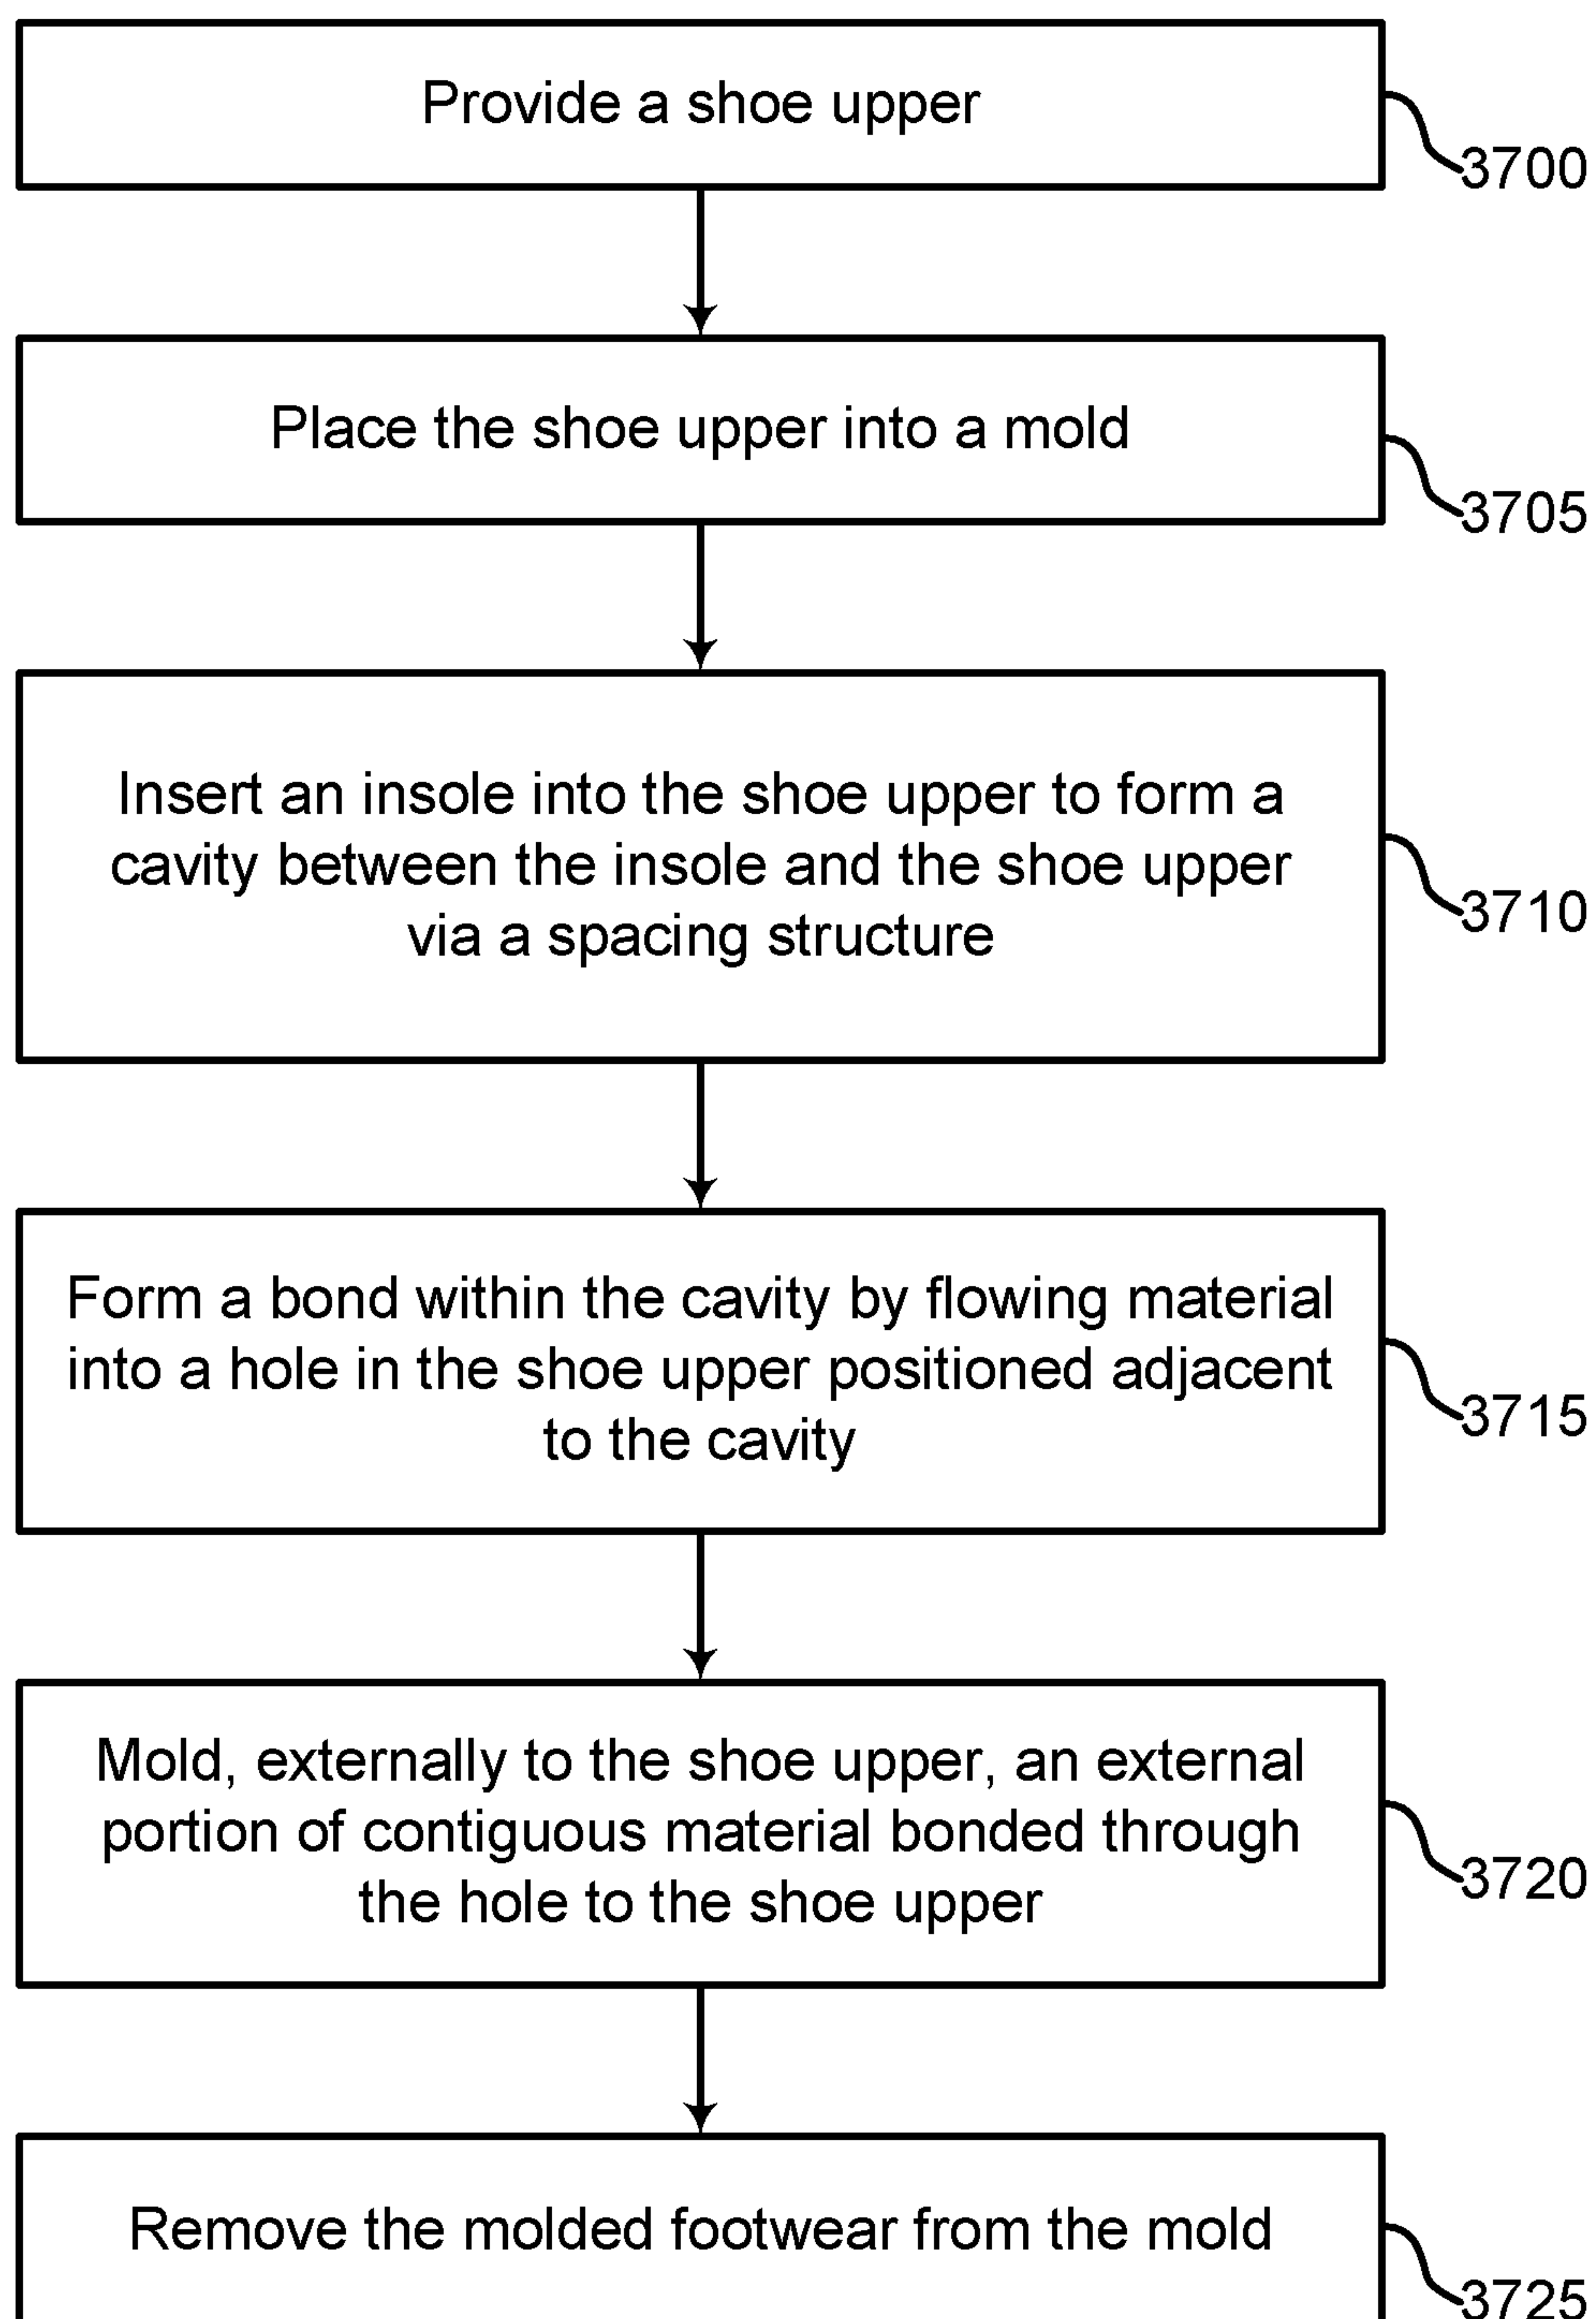 Provide a shoe upper
3700
Place the shoe upper into a mold
3705
Insert an insole into the shoe upper to form a
cavity between the insole and the shoe upper
via a spacing structure
3710
Form a bond within the cavity by flowing material
into a hole in the shoe upper positioned adjacent
to the cavity
3715
Mold, externally to the shoe upper, an external
portion of contiguous material bonded through
the hole to the shoe upper
3720
Remove the molded footwear from the mold
3725